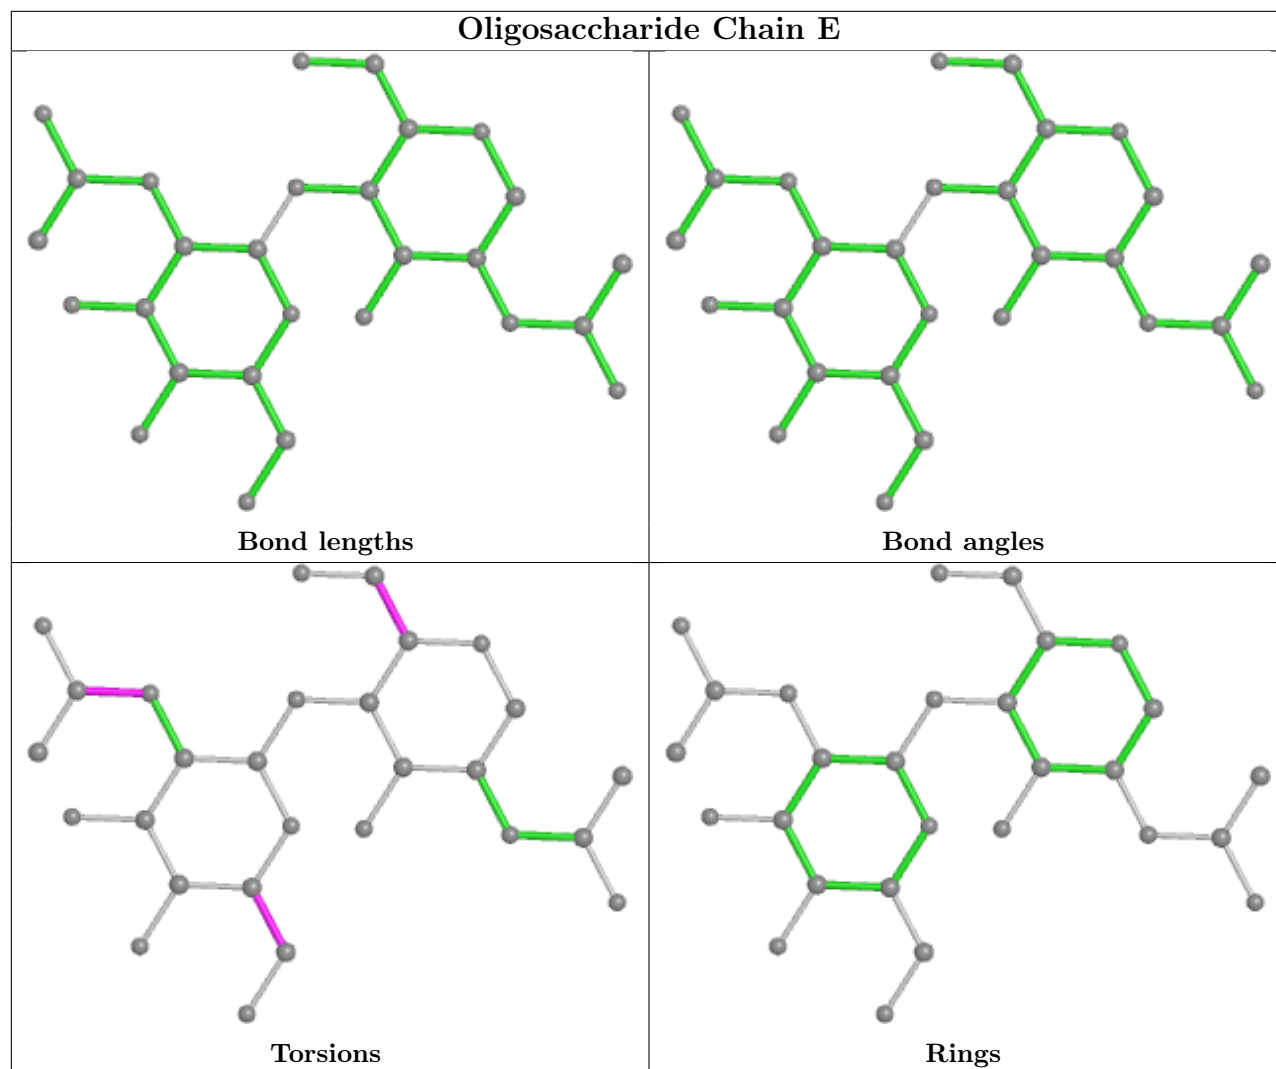 Oligosaccharide Chain E
Bond lengths
Bond angles
Torsions
Rings